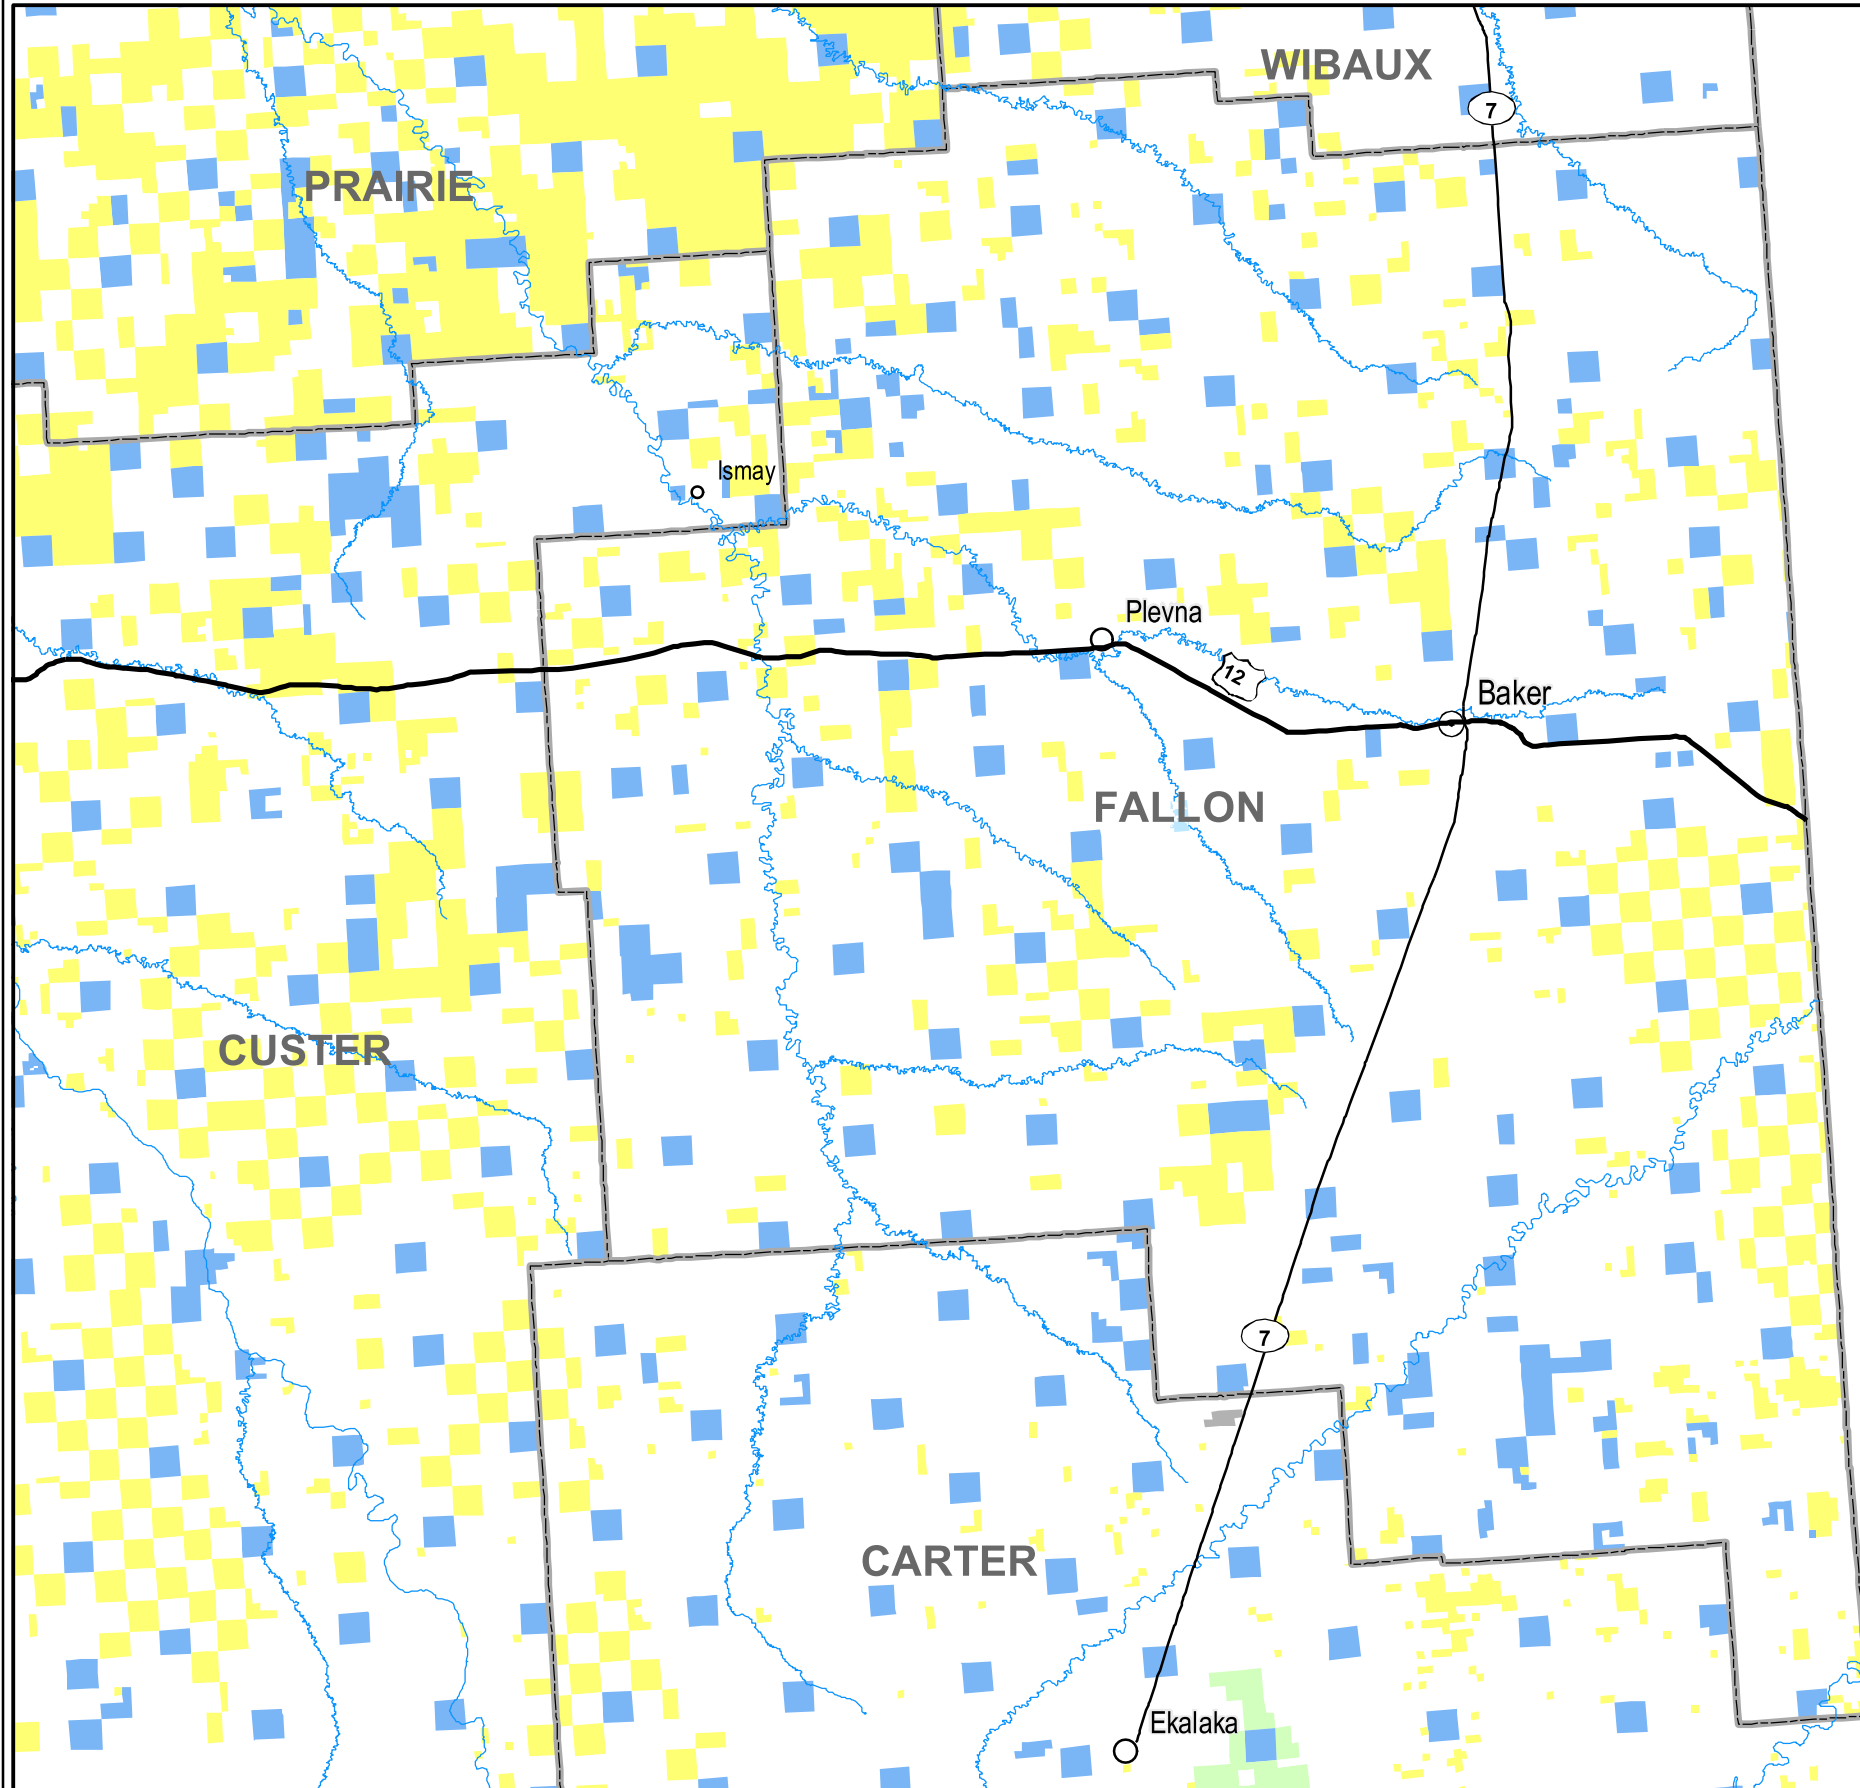 WIBAUX
7
PRAIRIE
Ismay
Plevna
12
Baker
FALLON
CUSTER
7
CARTER
Ekalaka